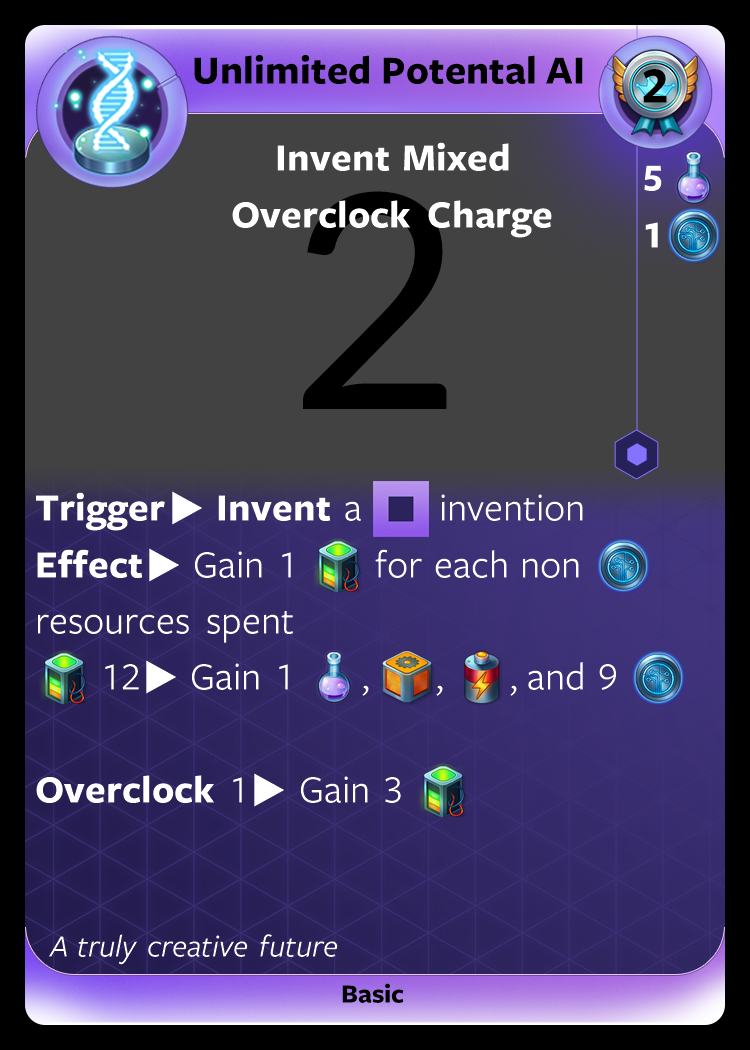 Unlimited Potental AI
2
Invent Mixed
5
Overclock Charge
1
2
Trigger▶ Invent a invention
Effect▶ Gain 1 for each non
resources spent
12▶ Gain 1 , , , and 9
Overclock 1▶ Gain 3
A truly creative future
Basic